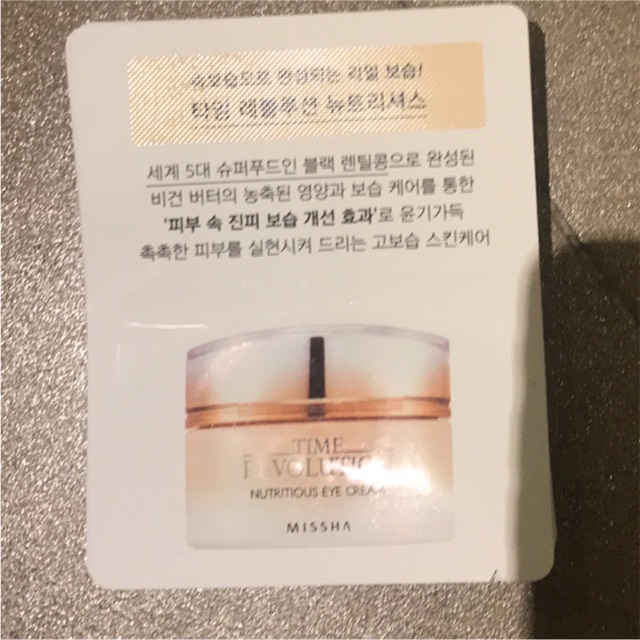 속보습으로 완성되는 리얼 보습!
타임 레볼루션 뉴트리셔스
세계 5대 슈퍼푸드인 블랙 렌틸콩으로 완성된
비건 버터의 농축된 영양과 보습 케어를 통한
'피부 속 진피 보습 개선 효과'로 윤기가득
촉촉한 피부를 실현시켜 드리는 고보습 스킨케어
TIME
REVOLUTION
NUTRITIOUS EYE CREAM
MISSHA